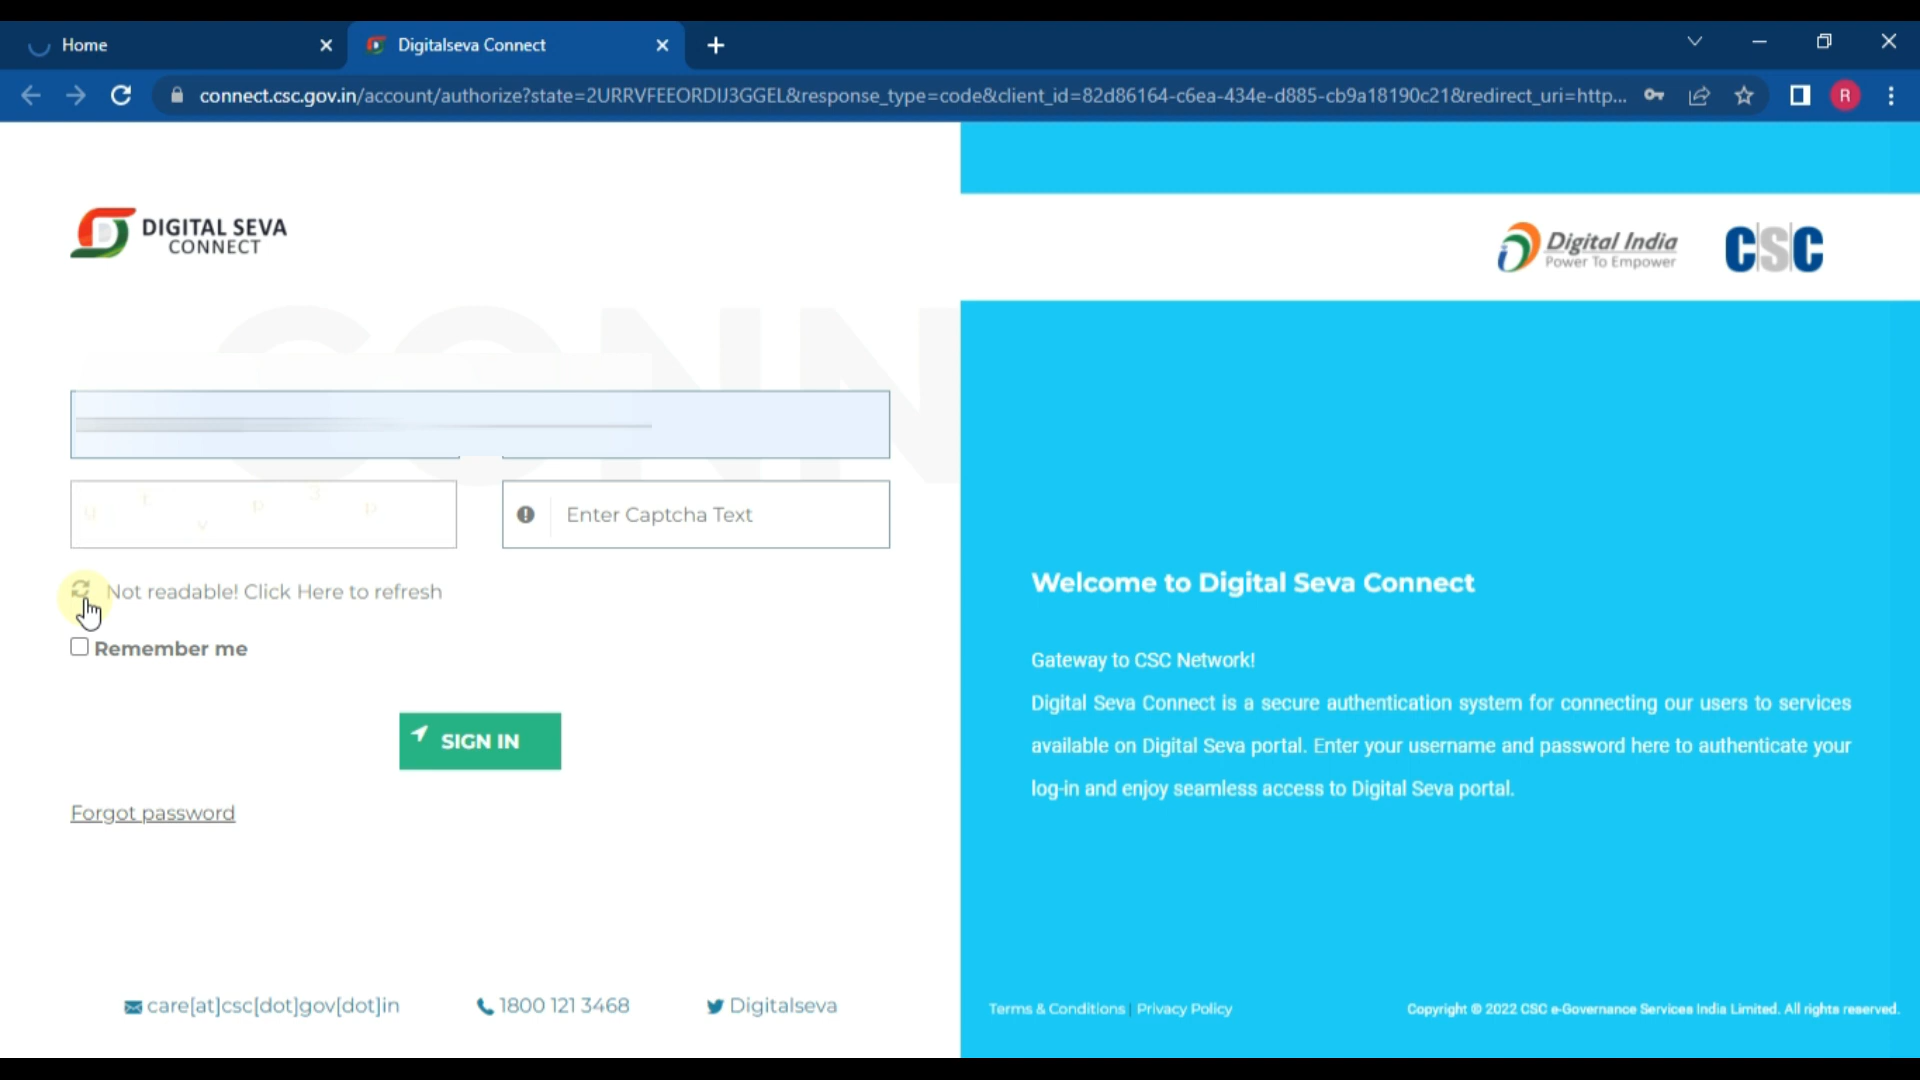 Home
Digitalseva Connect
connect.csc.gov.in/account/authorize?state=2URRVFEEORDIJ3GGEL&response_type=code&client_id=82d86164-c6ea-434e-d885-cb9a18190c21&redirect_uri=http...
R
DIGITAL SEVA
CONNECT
Digital India
Power To Empower
CSC
CONN
Enter Captcha Text
Not readable! Click Here to refresh
Remember me
SIGN IN
Forgot password
care[at]csc[dot]gov[dot]in
1800 121 3468
Digitalseva
Welcome to Digital Seva Connect
Gateway to CSC Network!
Digital Seva Connect is a secure authentication system for connecting our users to services
available on Digital Seva portal. Enter your username and password here to authenticate your
log-in and enjoy seamless access to Digital Seva portal.
Terms & Conditions | Privacy Policy
Copyright © 2022 CSC e-Governance Services India Limited. All rights reserved.